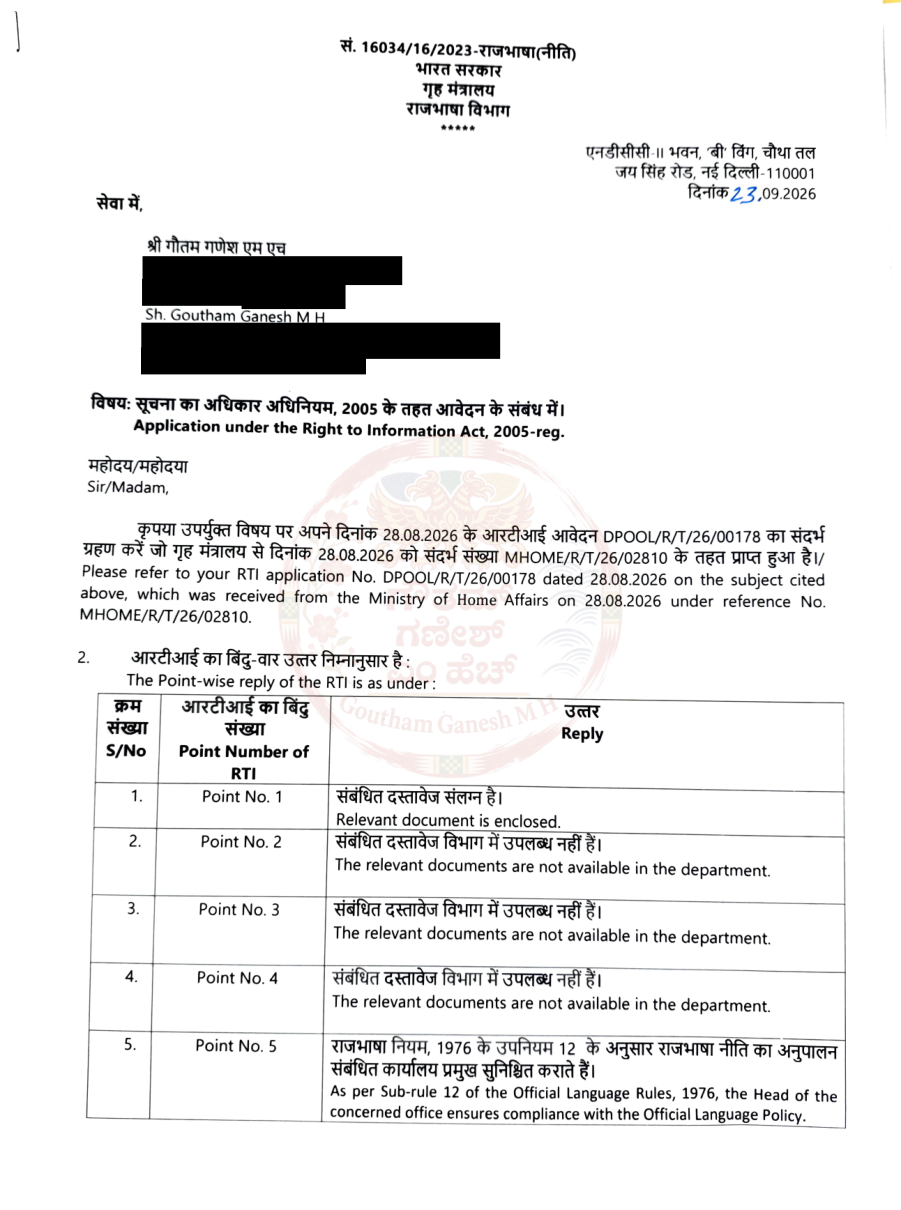 सं. 16034/16/2023-राजभाषा(नीति)
भारत सरकार
गृह मंत्रालय
राजभाषा विभाग
*****
एनडीसीसी-II भवन, 'बी' विंग, चौथा तल
जय सिंह रोड, नई दिल्ली-110001
दिनांक 23.09.2026
सेवा में,
श्री गौतम गणेश एम एच
Sh. Goutham Ganesh M H
विषय: सूचना का अधिकार अधिनियम, 2005 के तहत आवेदन के संबंध में।
Application under the Right to Information Act, 2005-reg.
महोदय/महोदया
Sir/Madam,
कृपया उपर्युक्त विषय पर अपने दिनांक 28.08.2026 के आरटीआई आवेदन DPOOL/R/T/26/00178 का संदर्भ
ग्रहण करें जो गृह मंत्रालय से दिनांक 28.08.2026 को संदर्भ संख्या MHOME/R/T/26/02810 के तहत प्राप्त हुआ है।/
Please refer to your RTI application No. DPOOL/R/T/26/00178 dated 28.08.2026 on the subject cited
above, which was received from the Ministry of Home Affairs on 28.08.2026 under reference No.
MHOME/R/T/26/02810.
ಗಣೇಶ್
ಎಂ ಹೆಚ್
Goutham Ganesh M H
2. आरटीआई का बिंदु-वार उत्तर निम्नानुसार है :
The Point-wise reply of the RTI is as under :
क्रम संख्या S/No
आरटीआई का बिंदु संख्या Point Number of RTI
उत्तर
Reply
1. Point No. 1 संबंधित दस्तावेज संलग्न है।
Relevant document is enclosed.
2. Point No. 2 संबंधित दस्तावेज विभाग में उपलब्ध नहीं हैं।
The relevant documents are not available in the department.
3. Point No. 3 संबंधित दस्तावेज विभाग में उपलब्ध नहीं हैं।
The relevant documents are not available in the department.
4. Point No. 4 संबंधित दस्तावेज विभाग में उपलब्ध नहीं हैं।
The relevant documents are not available in the department.
5. Point No. 5 राजभाषा नियम, 1976 के उपनियम 12 के अनुसार राजभाषा नीति का अनुपालन
संबंधित कार्यालय प्रमुख सुनिश्चित कराते हैं।
As per Sub-rule 12 of the Official Language Rules, 1976, the Head of the
concerned office ensures compliance with the Official Language Policy.